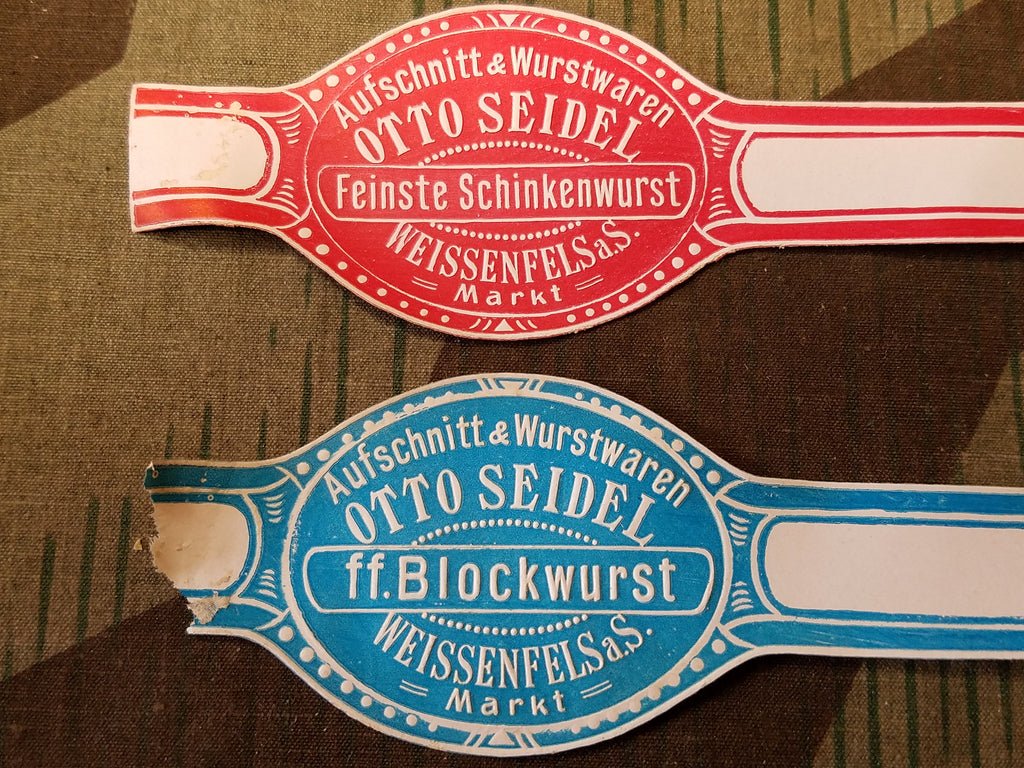 Aufschnitt & Wurstwaren
OTTO SEIDEL
Feinste Schinkenwurst
WEISSENFELS a.S.
Markt
Aufschnitt & Wurstwaren
OTTO SEIDEL
ff. Blockwurst
WEISSENFELS a.S.
Markt